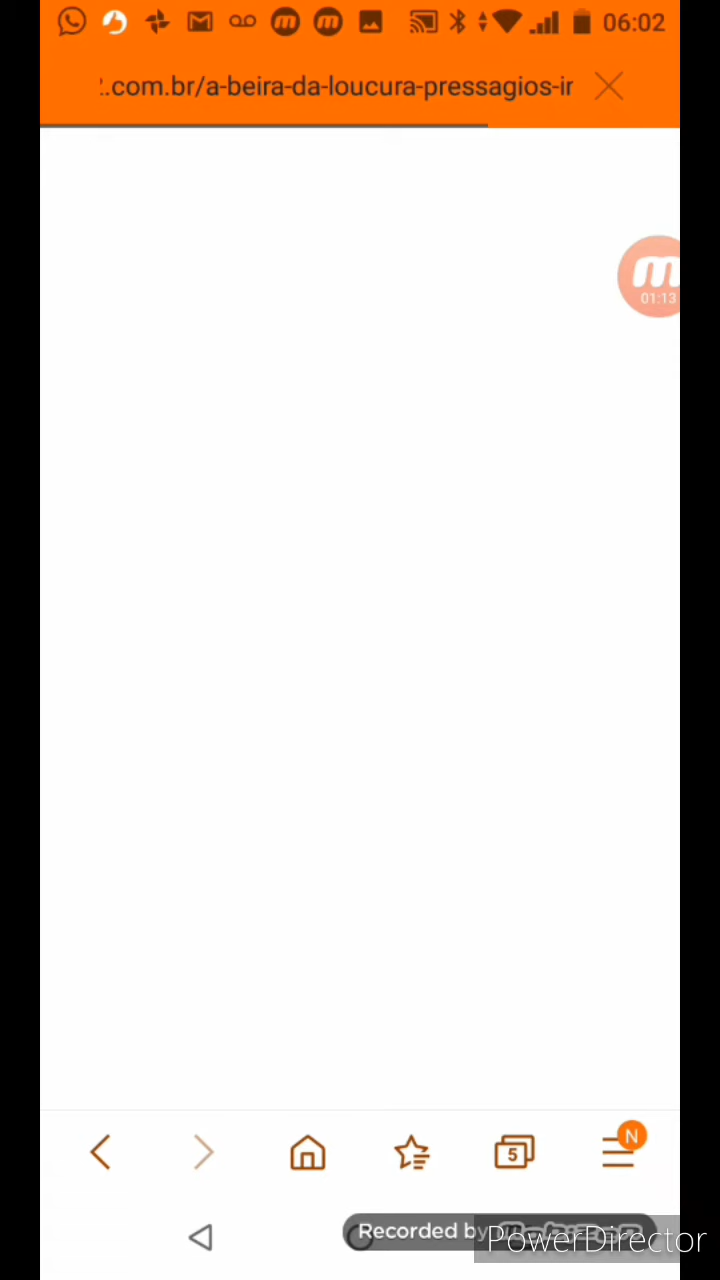 06:02
.com.br/a-beira-da-loucura-pressagios-ir
01:13
5
N
Recorded by
PowerDirector